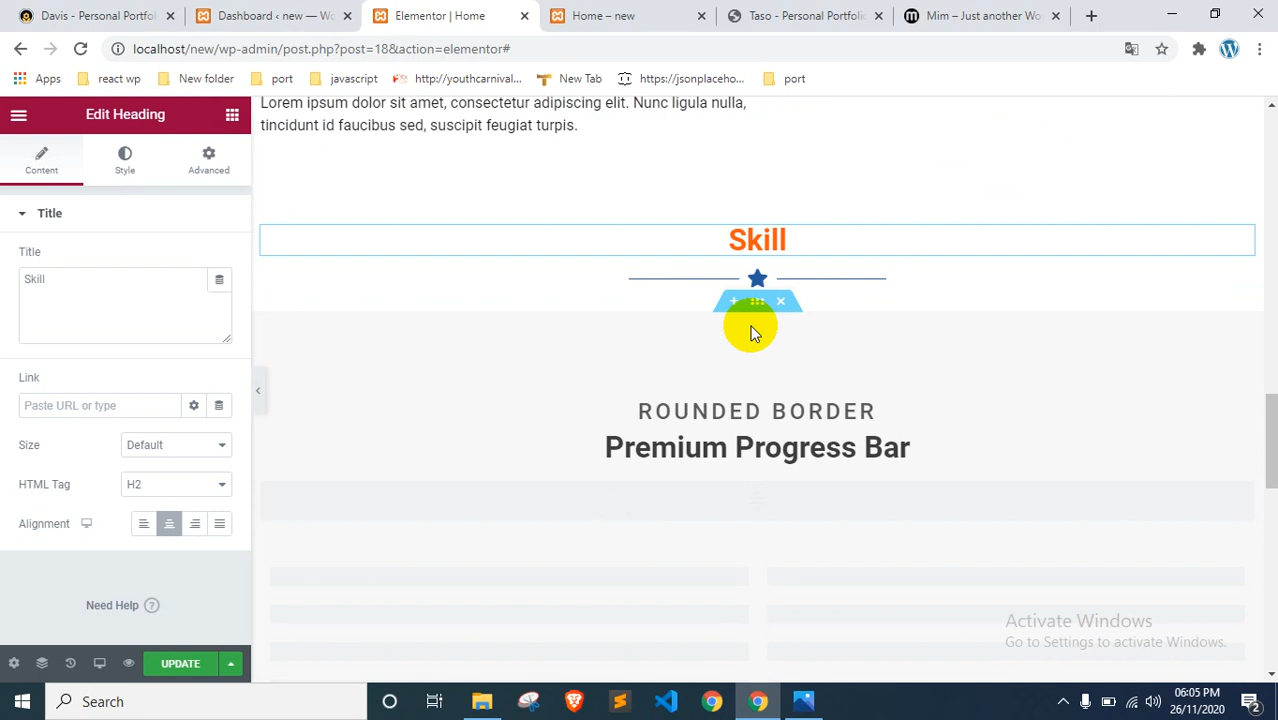 Davis - Personal Portfo
Dashboard ‹ new — Wo
Elementor | Home
Home – new
Taso - Personal Portfoli
Mim – Just another Wo
localhost/new/wp-admin/post.php?post=18&action=elementor#
Apps
react wp
New folder
port
javascript
http://youthcarnival...
New Tab
https://jsonplaceho...
port
Edit Heading
Content
Style
Advanced
Title
Title
Skill
Link
Paste URL or type
Size
Default
HTML Tag
H2
Alignment
Need Help
UPDATE
Lorem ipsum dolor sit amet, consectetur adipiscing elit. Nunc ligula nulla,
tincidunt id faucibus sed, suscipit feugiat turpis.
Skill
ROUNDED BORDER
Premium Progress Bar
Activate Windows
Go to Settings to activate Windows.
Search
06:05 PM
26/11/2020
2